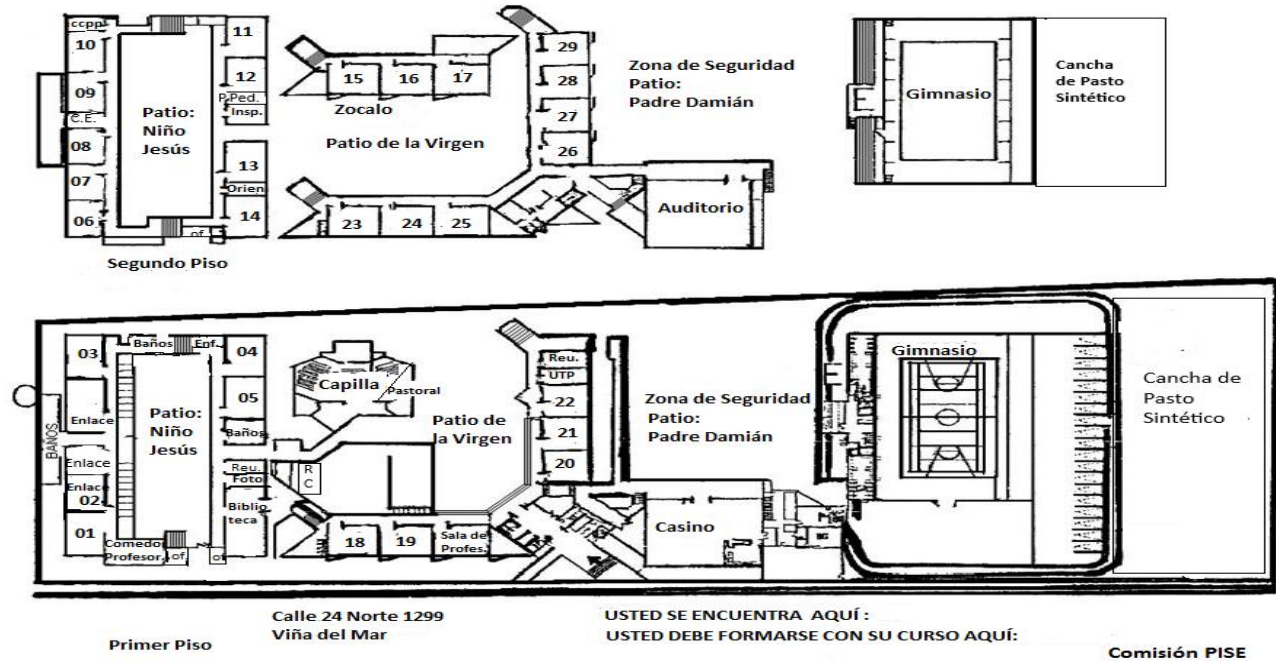 ccpp
10
09
C.E.
08
07
06
Patio:
Niño
Jesús
11
12
P.Ped.
Insp.
13
Orien
14
of
Segundo Piso
15
16
17
Zocalo
Patio de la Virgen
23
24
25
29
28
27
26
Zona de Seguridad
Patio:
Padre Damián
Auditorio
Gimnasio
Cancha
de Pasto
Sintético
03
Enlace
BAÑOS
Enlace
Enlace
02
01
Baños
Enf.
Patio:
Niño
Jesús
Comedor
Profesor.
of
of
04
05
Baños
Reu.
Foto
Biblio
teca
R
C
Capilla
Pastoral
Patio de
la Virgen
18
19
Sala de
Profes.
Reu.
UTP
22
21
20
Zona de Seguridad
Patio:
Padre Damián
Casino
Gimnasio
Cancha de
Pasto
Sintético
Primer Piso
Calle 24 Norte 1299
Viña del Mar
USTED SE ENCUENTRA AQUÍ :
USTED DEBE FORMARSE CON SU CURSO AQUÍ:
Comisión PISE